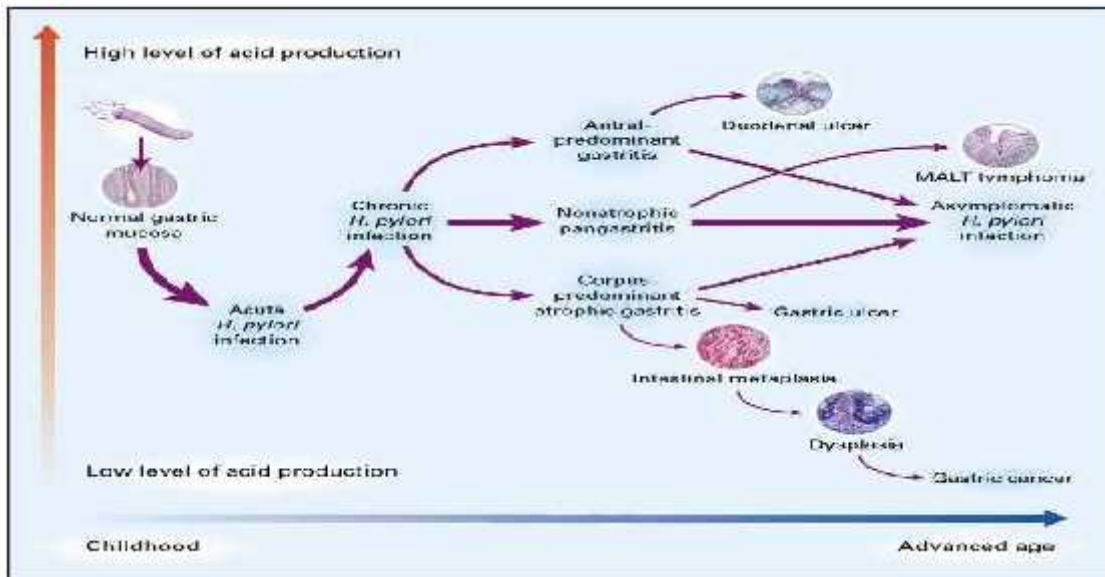 High level of acid production
Normal gastric
mucosa
Acute
H. pylori
infection
Chronic
H. pylori
infection
Antral-
predominant
gastritis
Duodenal ulcer
MALT lymphoma
Nonatrophic
pangastritis
Asymptomatic
H. pylori
infection
Corpus-
predominant
atrophic gastritis
Gastric ulcer
Intestinal metaplasia
Dysplasia
Gastric cancer
Low level of acid production
Childhood
Advanced age